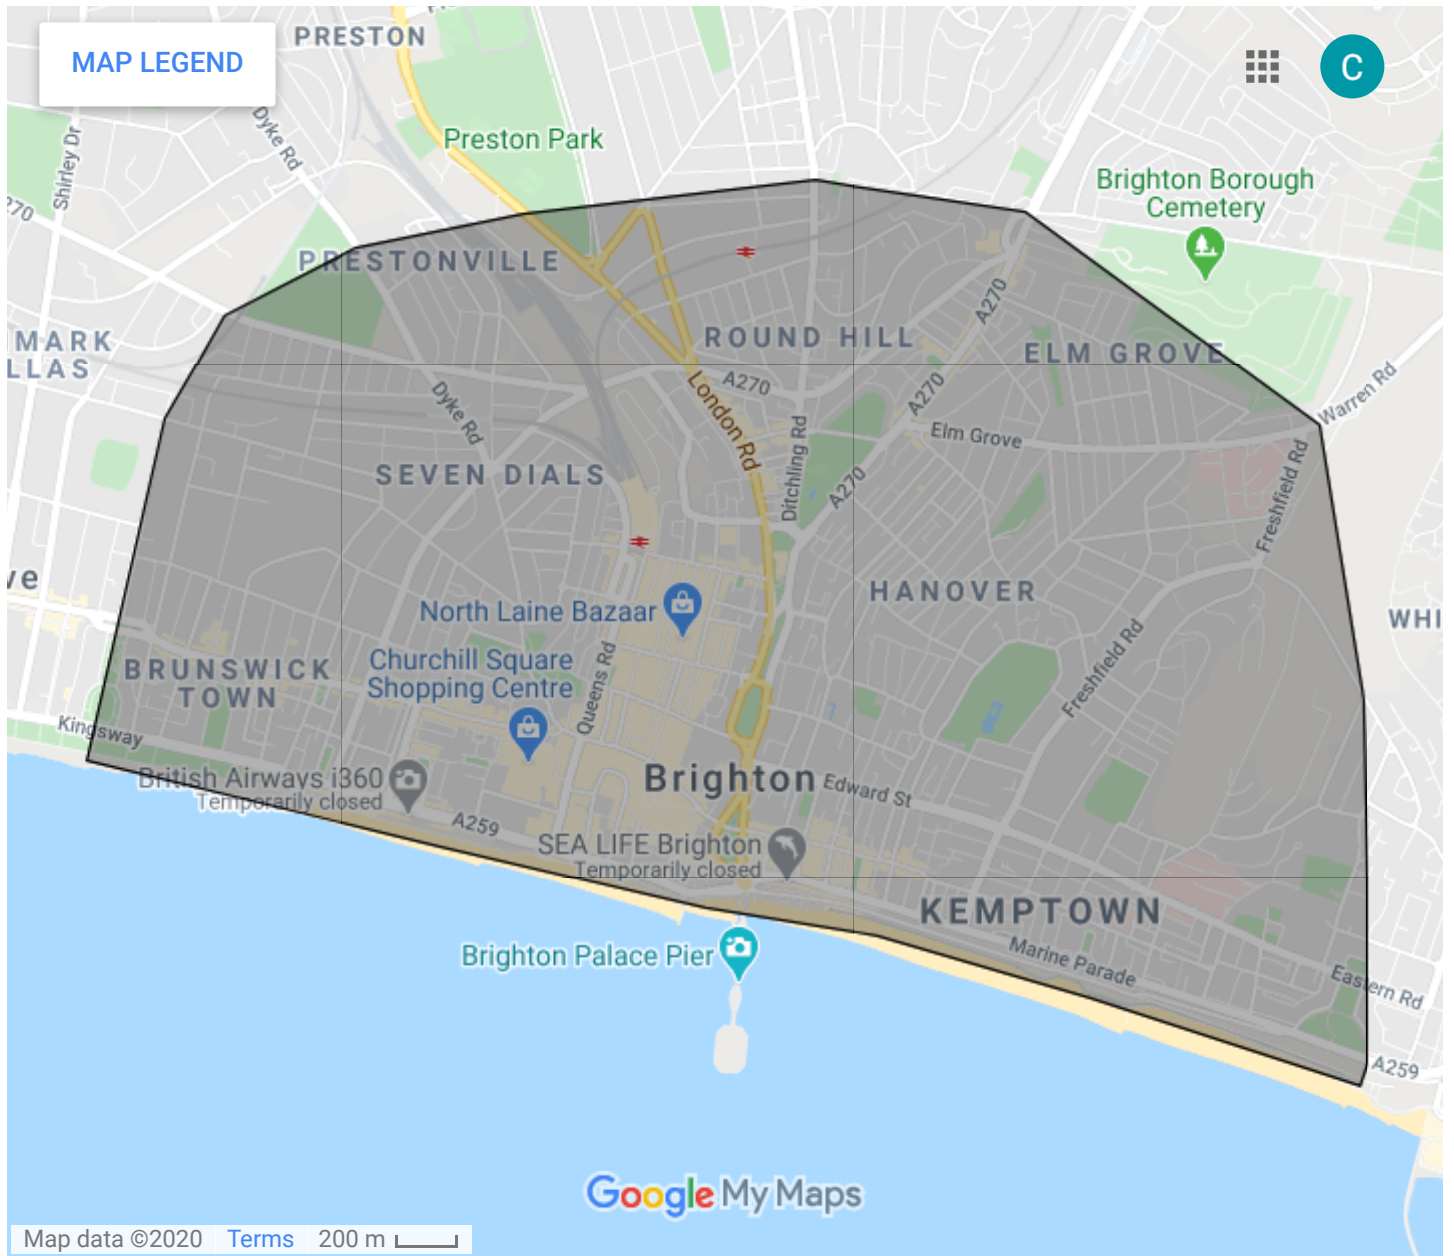 PRESTON
MAP LEGEND
C
Preston Park
Dyke Rd
Shirley Dr
Brighton Borough
Cemetery
270
PRESTONVILLE
A270
ROUND HILL
MARK
LLAS
ELM GROVE
A270
A270
Warren Rd
Dyke Rd
London Rd
Elm Grove
Ditchling Rd
SEVEN DIALS
A270
Freshfield Rd
ve
HANOVER
North Laine Bazaar
WHI
Churchill Square
Shopping Centre
BRUNSWICK
TOWN
Queens Rd
Freshfield Rd
Kingsway
British Airways i360
Temporarily closed
Brighton
Edward St
A259
SEA LIFE Brighton
Temporarily closed
KEMPTOWN
Brighton Palace Pier
Marine Parade
Eastern Rd
A259
Google My Maps
Map data ©2020 Terms 200 m